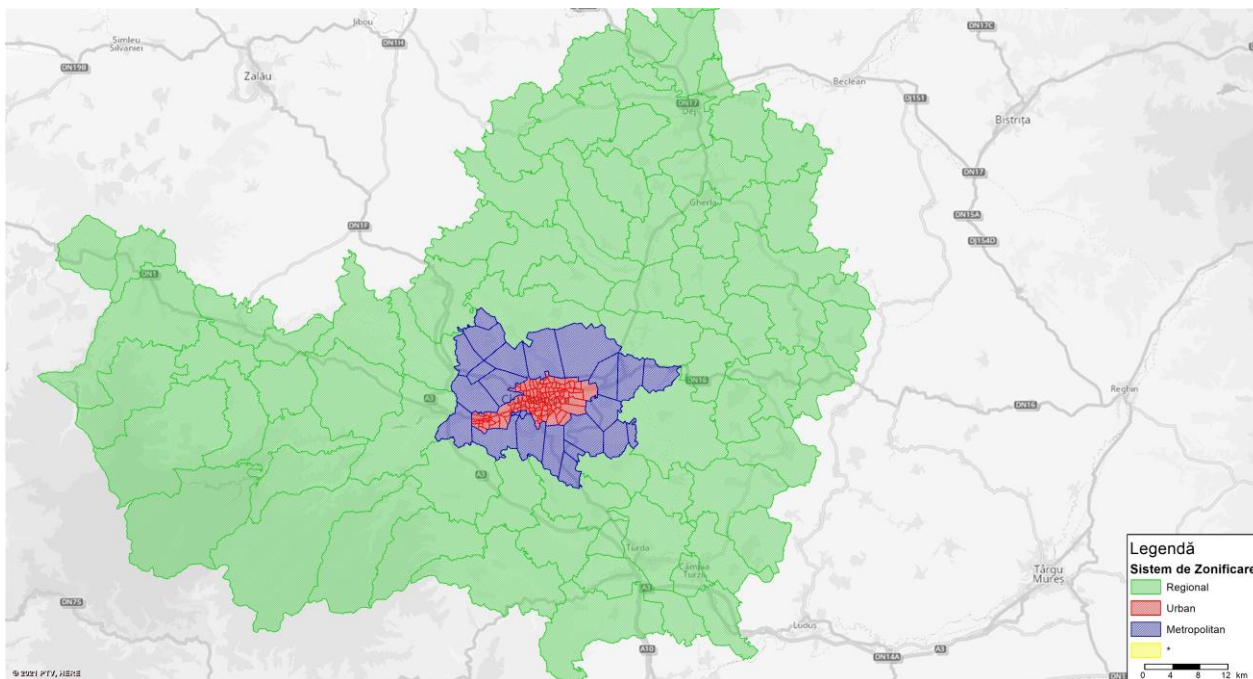 Jibou
DN17C
Simleu
Silvaniei
DN1H
DN19B
Zalău
Beclean
DN17
Dej
DJ151
Bistrița
DN17
Gherla
DN15A
DN1F
DJ154D
DN1
DN16
A3
Reghin
DN16
A3
Turda
Câmpia
Turzii
A3
Târgu
Mureș
DN75
Luduș
A10
DN14A
A3
DN1
Legendă
Sistem de Zonificare
Regional
Urban
Metropolitan
*
0 4 8 12 km
© 2021 PTV, HERE